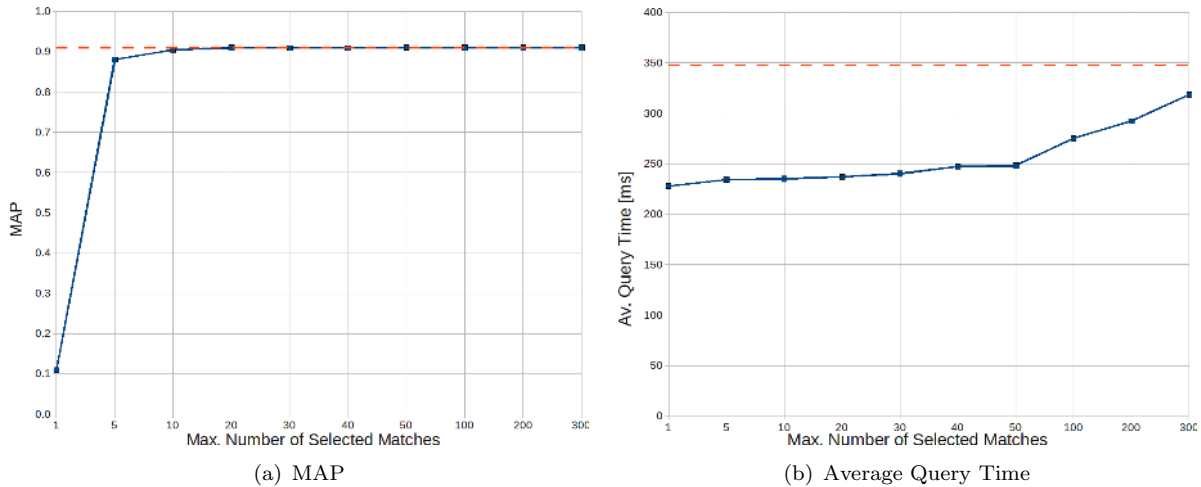 1.0
0.9
0.8
0.7
0.6
0.5
0.4
0.3
0.2
0.1
0.0
MAP
1 5 10 20 30 40 50 100 200 300
Max. Number of Selected Matches
(a) MAP
400
350
300
250
200
150
100
50
0
Av. Query Time [ms]
1 5 10 20 30 40 50 100 200 300
Max. Number of Selected Matches
(b) Average Query Time